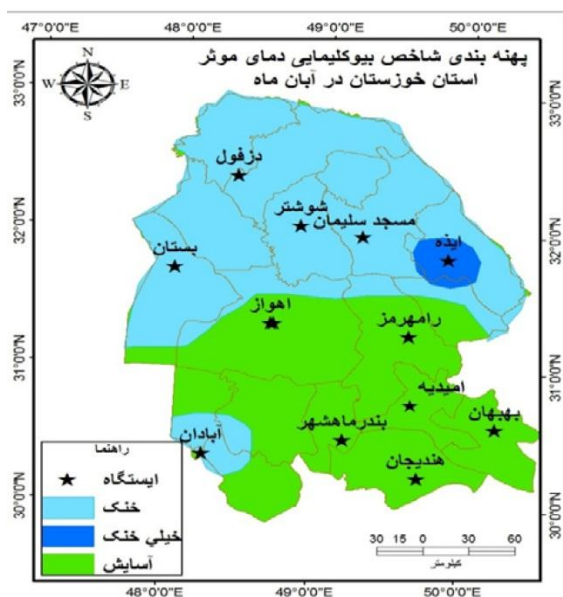 47°0'0"E 48°0'0"E 49°0'0"E 50°0'0"E
پهنه بندی شاخص بیوکلیمایی دمای موثر
استان خوزستان در آبان ماه
N
W E
S
33°0'0"N 33°0'0"N
دزفول
شوشتر
مسجد سلیمان
32°0'0"N 32°0'0"N
ایذه
بستان
اهواز
رامهرمز
31°0'0"N 31°0'0"N
امیدیه
بهبهان
بندرماهشهر
آبادان
هندیجان
30°0'0"N 30°0'0"N
راهنما
ایستگاه
خنک
خیلي خنک
آسایش
30 15 0 30 60
کیلومتر
48°0'0"E 49°0'0"E 50°0'0"E